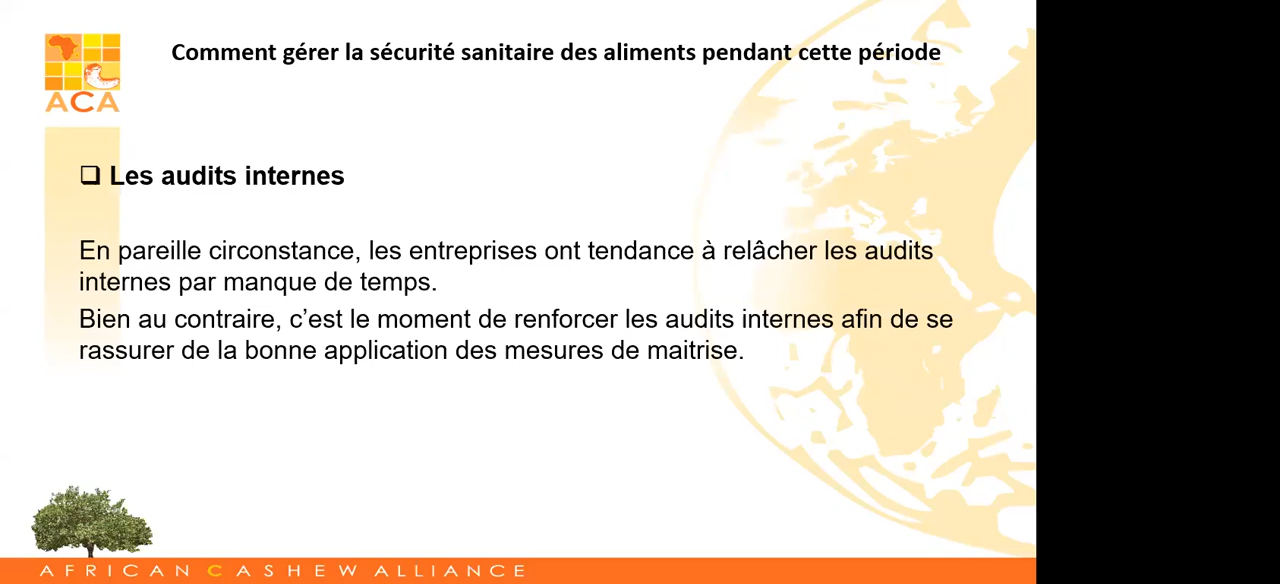 Comment gérer la sécurité sanitaire des aliments pendant cette période
ACA
❑ Les audits internes
En pareille circonstance, les entreprises ont tendance à relâcher les audits
internes par manque de temps.
Bien au contraire, c’est le moment de renforcer les audits internes afin de se
rassurer de la bonne application des mesures de maitrise.
AFRICAN CASHEW ALLIANCE